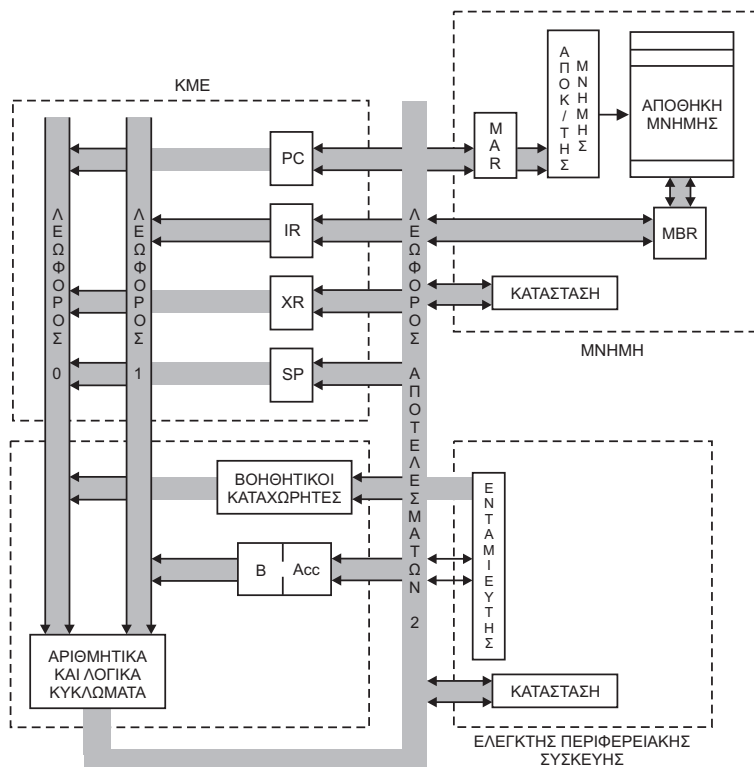 ΚΜΕ
ΛΕΩΦΟΡΟΣ 0
ΛΕΩΦΟΡΟΣ 1
PC
IR
XR
SP
ΛΕΩΦΟΡΟΣ ΑΠΟΤΕΛΕΣΜΑΤΩΝ 2
MAR
ΑΠΟΚ/ΤΗΣ
ΜΝΗΜΗΣ
ΑΠΟΘΗΚΗ
ΜΝΗΜΗΣ
MBR
ΚΑΤΑΣΤΑΣΗ
ΜΝΗΜΗ
ΒΟΗΘΗΤΙΚΟΙ
ΚΑΤΑΧΩΡΗΤΕΣ
B
Acc
ΑΡΙΘΜΗΤΙΚΑ
ΚΑΙ ΛΟΓΙΚΑ
ΚΥΚΛΩΜΑΤΑ
ΕΝΤΑΜΙΕΥΤΗΣ
ΚΑΤΑΣΤΑΣΗ
ΕΛΕΓΚΤΗΣ ΠΕΡΙΦΕΡΕΙΑΚΗΣ
ΣΥΣΚΕΥΗΣ